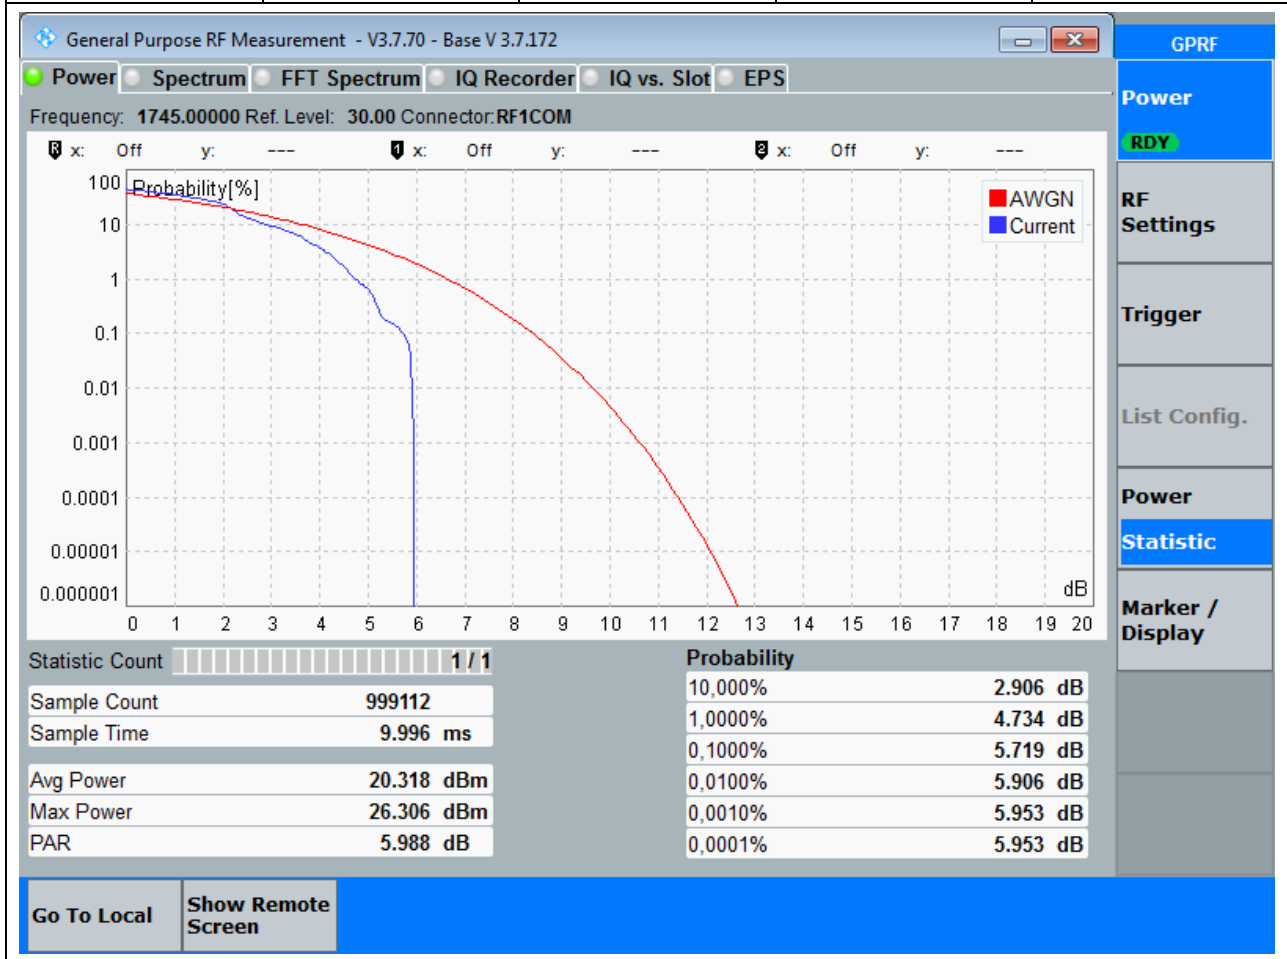 General Purpose RF Measurement - V3.7.70 - Base V 3.7.172
GPRF
Power Spectrum FFT Spectrum IQ Recorder IQ vs. Slot EPS
Frequency: 1745.00000 Ref. Level: 30.00 Connector:RF1COM
R x: Off y: --- 1 x: Off y: --- 2 x: Off y: ---
Probability[%]
AWGN
Current
100
10
1
0.1
0.01
0.001
0.0001
0.00001
0.000001
dB
0 1 2 3 4 5 6 7 8 9 10 11 12 13 14 15 16 17 18 19 20
Statistic Count 1 / 1
Sample Count 999112
Sample Time 9.996 ms
Avg Power 20.318 dBm
Max Power 26.306 dBm
PAR 5.988 dB
Probability
10,000% 2.906 dB
1,0000% 4.734 dB
0,1000% 5.719 dB
0,0100% 5.906 dB
0,0010% 5.953 dB
0,0001% 5.953 dB
Power
RDY
RF
Settings
Trigger
List Config.
Power
Statistic
Marker /
Display
Go To Local
Show Remote
Screen